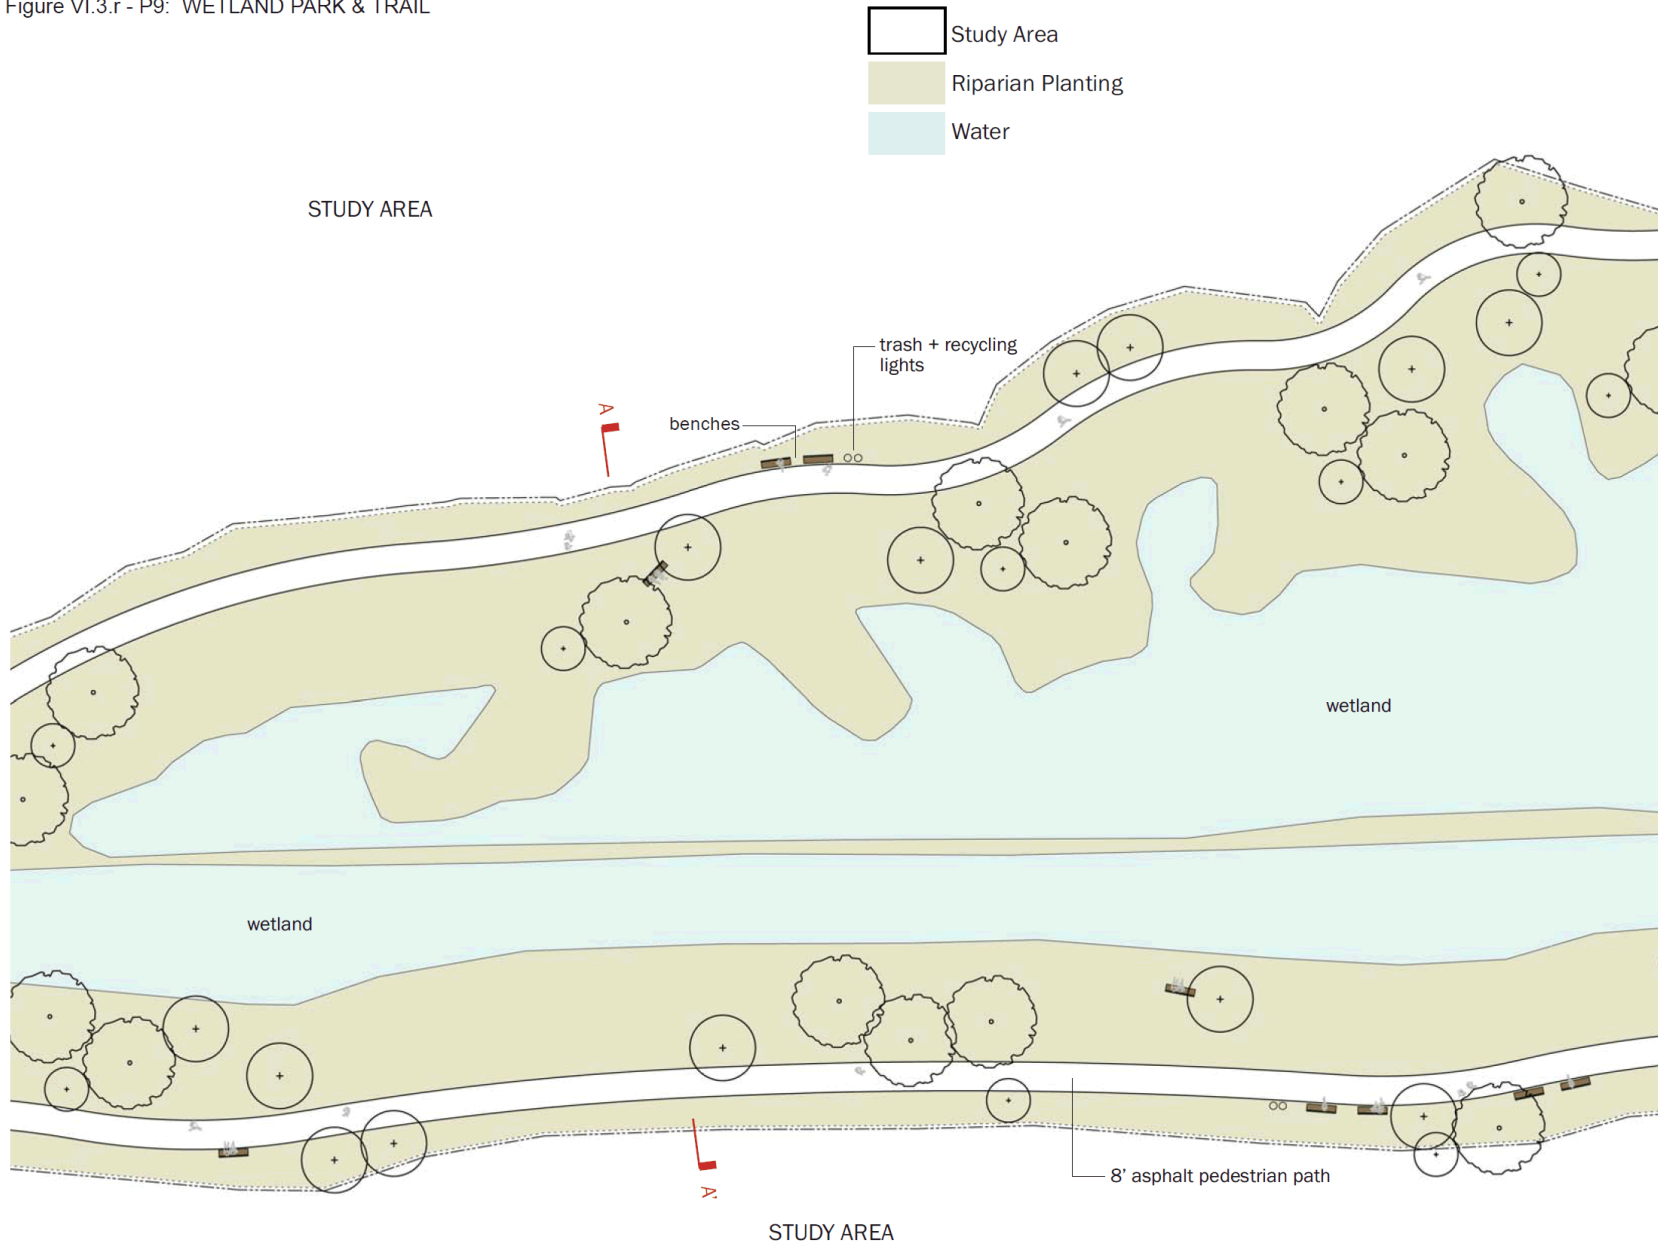 Figure VI.3.r - P9: WETLAND PARK & TRAIL
Study Area
Riparian Planting
Water
STUDY AREA
trash + recycling
lights
A
benches
wetland
wetland
8' asphalt pedestrian path
A'
STUDY AREA